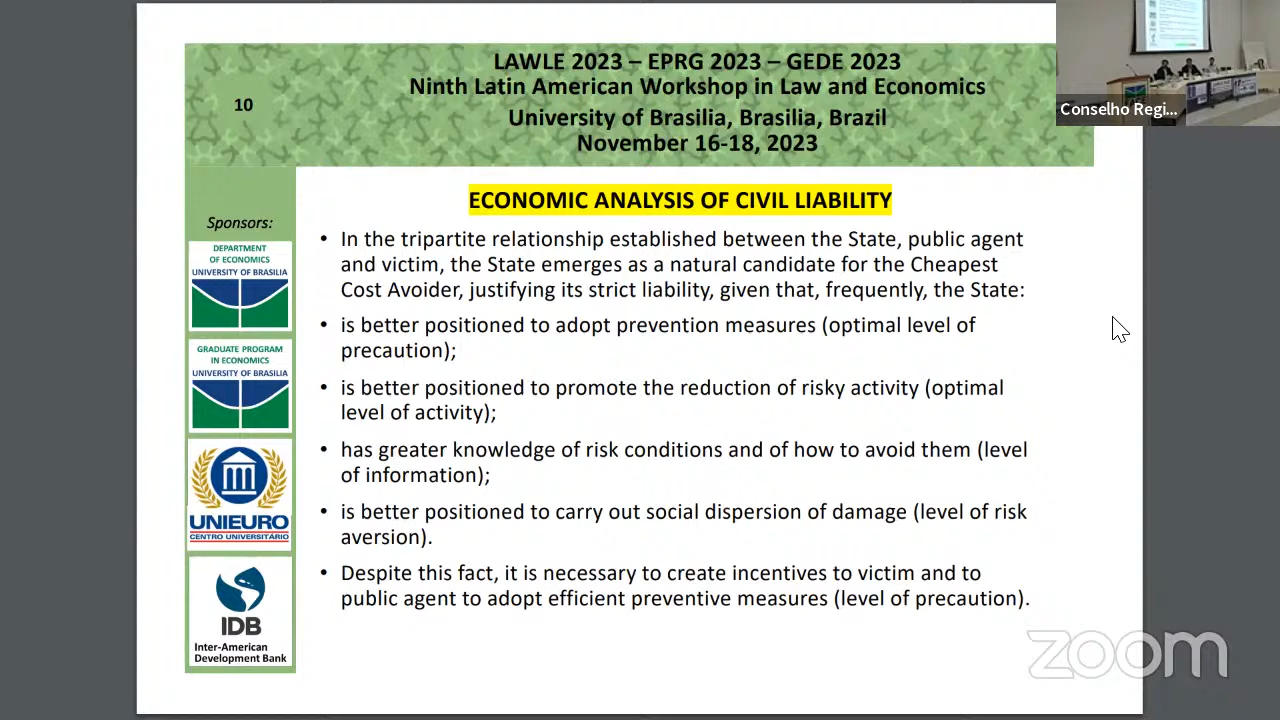 LAWLE 2023 – EPRG 2023 – GEDE 2023
Ninth Latin American Workshop in Law and Economics
University of Brasilia, Brasilia, Brazil
November 16-18, 2023
10
Conselho Regi...
Sponsors:
DEPARTMENT
OF ECONOMICS
UNIVERSITY OF BRASILIA
GRADUATE PROGRAM
IN ECONOMICS
UNIVERSITY OF BRASILIA
UNIEURO
CENTRO UNIVERSITÁRIO
IDB
Inter-American
Development Bank
ECONOMIC ANALYSIS OF CIVIL LIABILITY
• In the tripartite relationship established between the State, public agent
and victim, the State emerges as a natural candidate for the Cheapest
Cost Avoider, justifying its strict liability, given that, frequently, the State:
• is better positioned to adopt prevention measures (optimal level of
precaution);
• is better positioned to promote the reduction of risky activity (optimal
level of activity);
• has greater knowledge of risk conditions and of how to avoid them (level
of information);
• is better positioned to carry out social dispersion of damage (level of risk
aversion).
• Despite this fact, it is necessary to create incentives to victim and to
public agent to adopt efficient preventive measures (level of precaution).
zoom